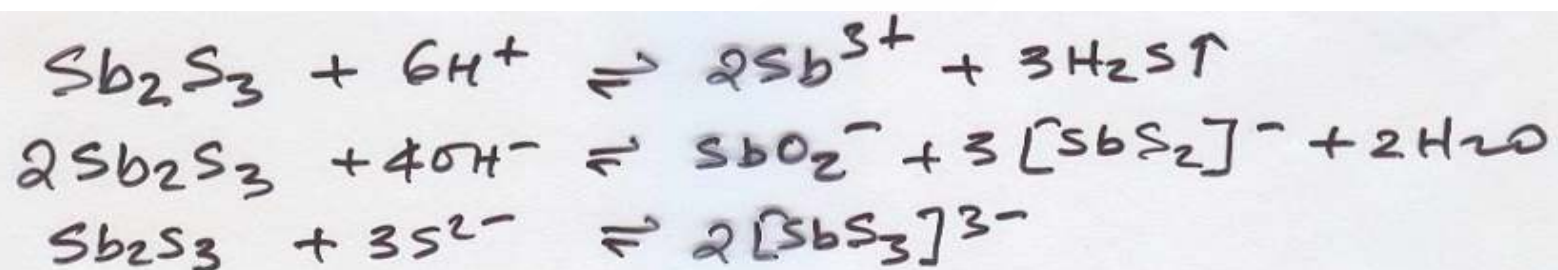 Sb₂S₃ + 6H⁺ ⇌ 2Sb³⁺ + 3H₂S↑
2Sb₂S₃ + 4OH⁻ ⇌ SbO₂⁻ + 3[SbS₂]⁻ + 2H₂O
Sb₂S₃ + 3S²⁻ ⇌ 2[SbS₃]³⁻